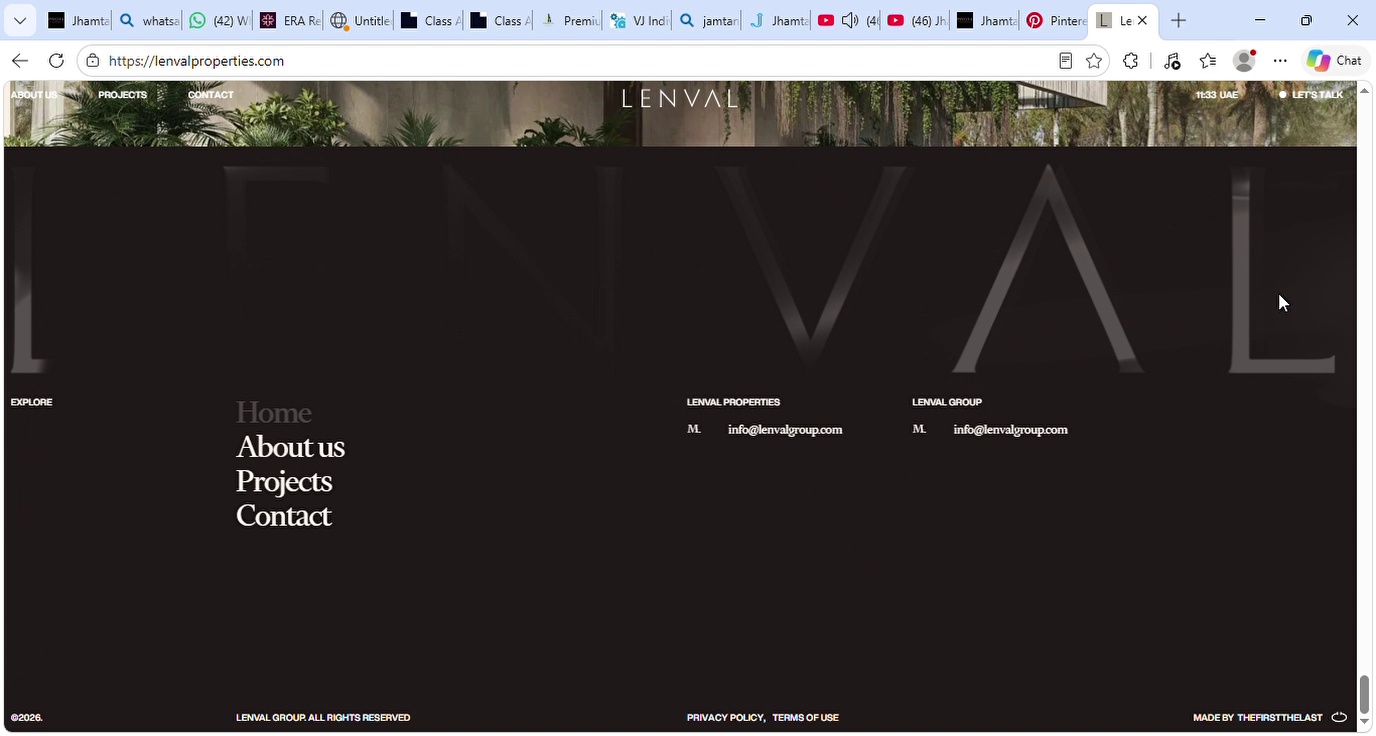 Jhamta
whatsa
(42) W
ERA Re
Untitle
Class A
Class A
Premiu
VJ Indi
jamtar
Jhamta
(46
(46) Jh
Jhamta
Pintere
Le
https://lenvalproperties.com
Chat
ABOUT US PROJECTS CONTACT LENVAL 11:33 UAE LET'S TALK
LENVAL
EXPLORE
Home
About us
Projects
Contact
LENVAL PROPERTIES
M. info@lenvalgroup.com
LENVAL GROUP
M. info@lenvalgroup.com
©2026. LENVAL GROUP. ALL RIGHTS RESERVED PRIVACY POLICY, TERMS OF USE MADE BY THEFIRSTTHELAST